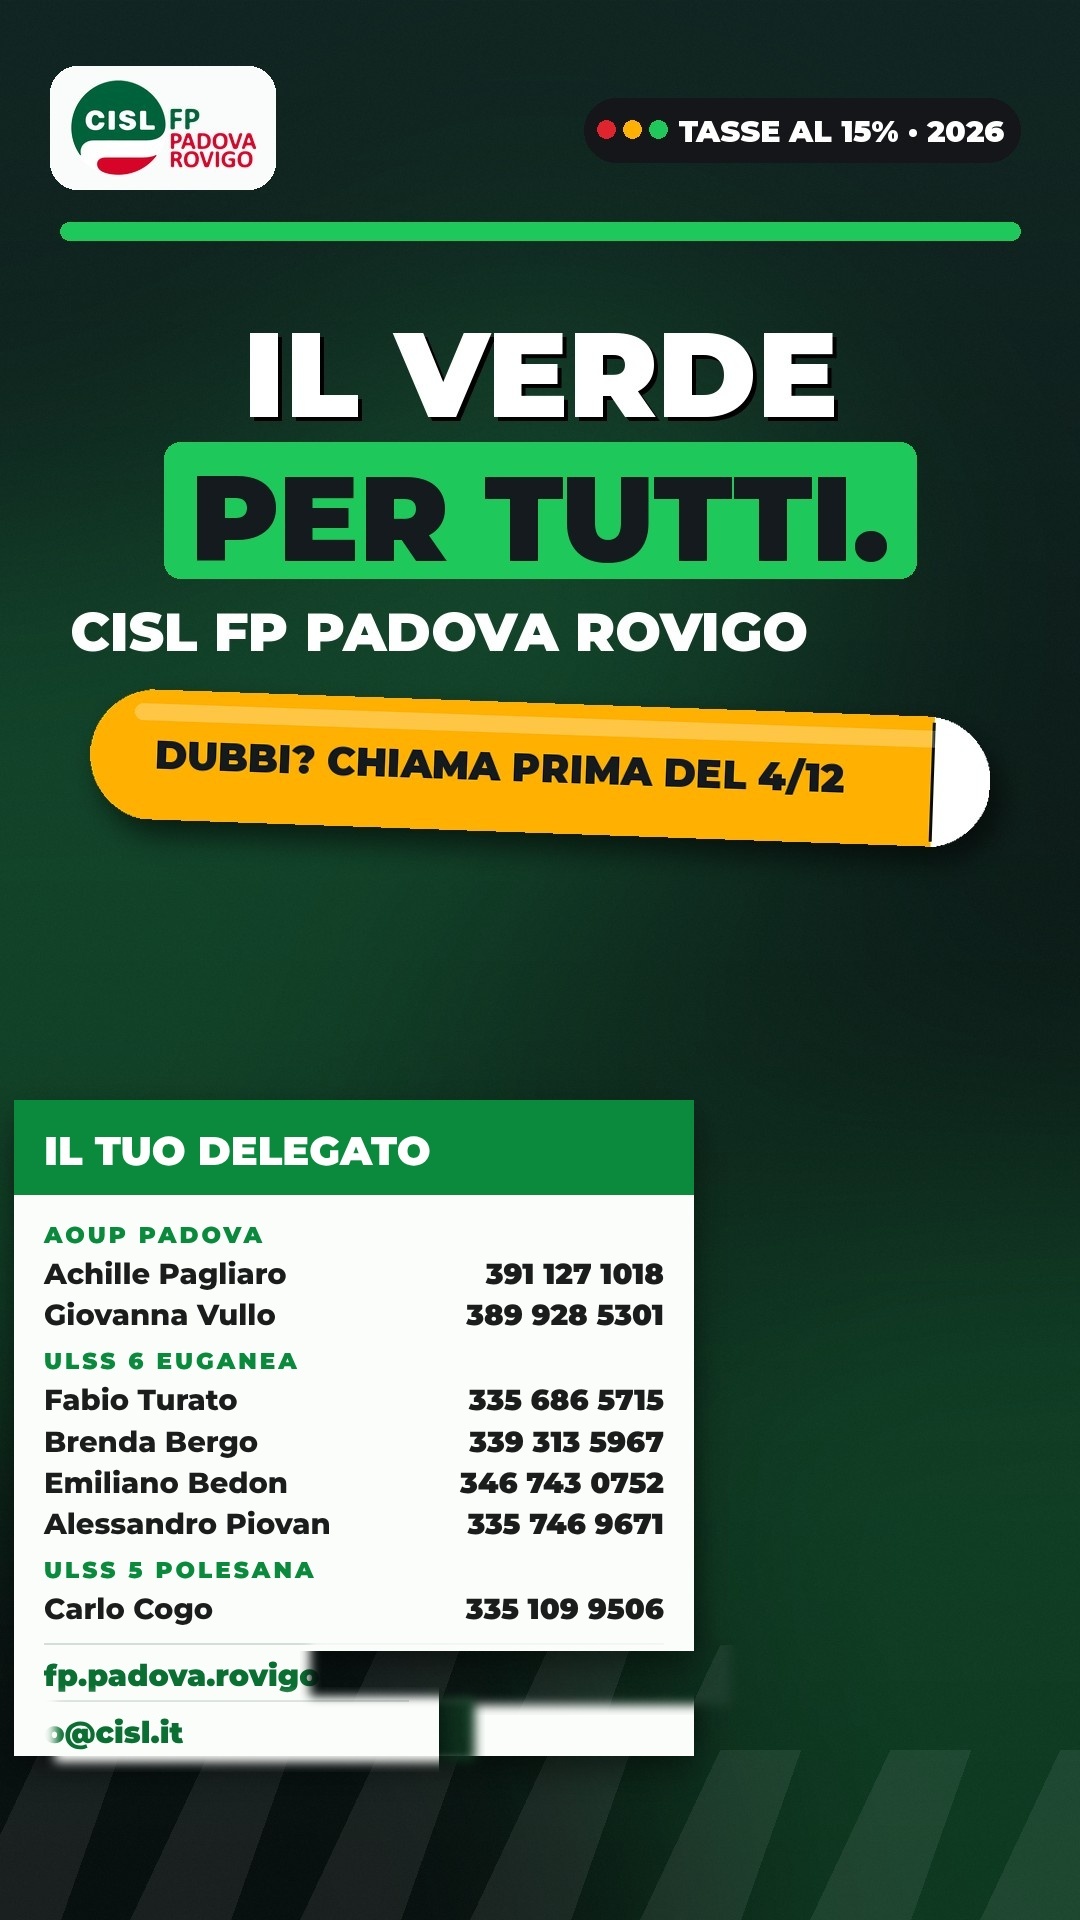 CISL FP
PADOVA
ROVIGO
TASSE AL 15% • 2026
IL VERDE
PER TUTTI.
CISL FP PADOVA ROVIGO
DUBBI? CHIAMA PRIMA DEL 4/12
IL TUO DELEGATO
AOUP PADOVA
Achille Pagliaro 391 127 1018
Giovanna Vullo 389 928 5301
ULSS 6 EUGANEA
Fabio Turato 335 686 5715
Brenda Bergo 339 313 5967
Emiliano Bedon 346 743 0752
Alessandro Piovan 335 746 9671
ULSS 5 POLESANA
Carlo Cogo 335 109 9506
fp.padova.rovigo
@cisl.it